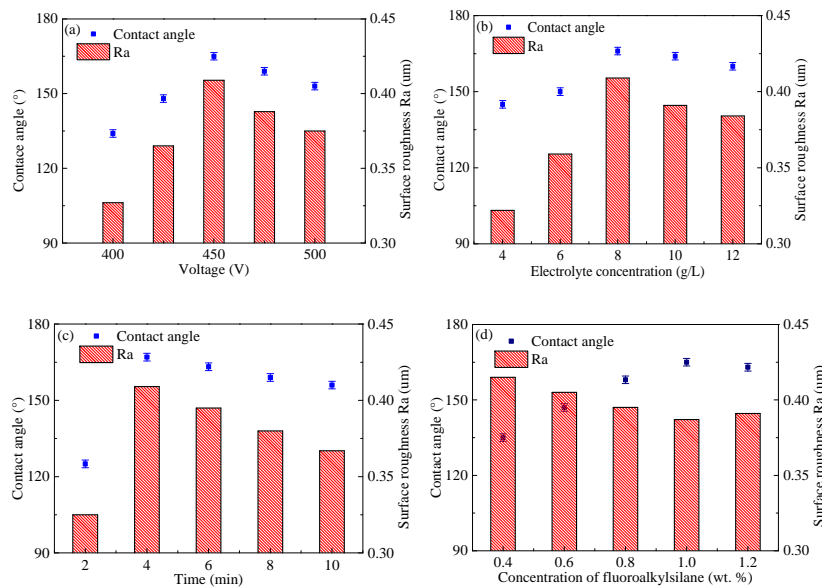 (a)
Contact angle
Ra
180
150
120
90
Contace angle (°)
0.45
0.40
0.35
0.30
Surface roughness Ra (um)
400
450
500
Voltage (V)
(b)
Contact angle
Ra
180
150
120
90
Contact angle (°)
0.45
0.40
0.35
0.30
Surface roughness Ra (um)
4
6
8
10
12
Electrolyte concentration (g/L)
(c)
Contact angle
Ra
180
150
120
90
Contact angle (°)
0.45
0.40
0.35
0.30
Surface roughness Ra (um)
2
4
6
8
10
Time (min)
(d)
Contact angle
Ra
180
150
120
90
Contact angle (°)
0.45
0.40
0.35
0.30
Surface roughness Ra (um)
0.4
0.6
0.8
1.0
1.2
Concentration of fluoroalkylsilane (wt. %)